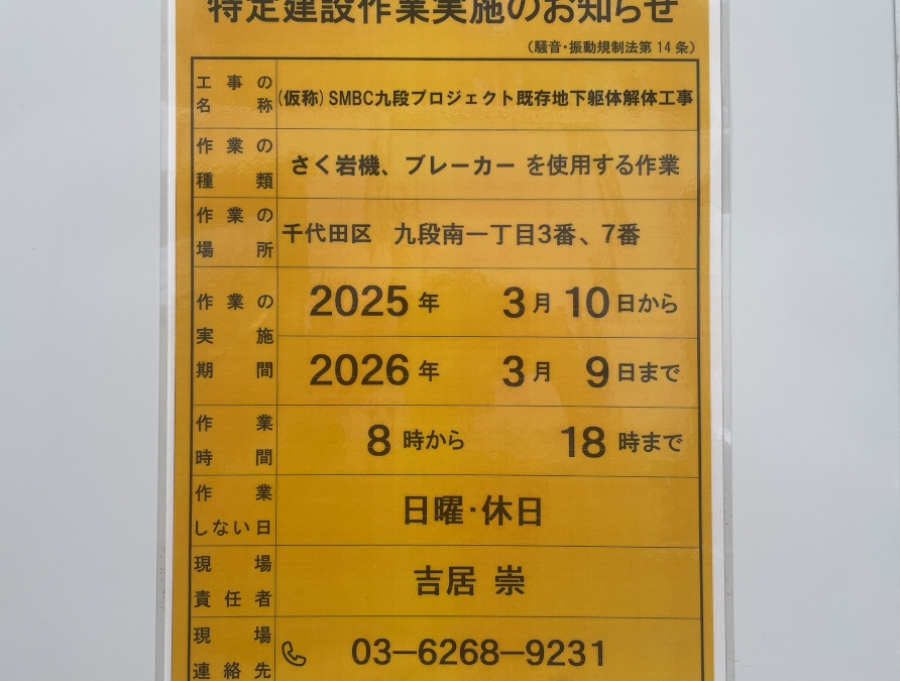 特定建設作業実施のお知らせ
(騒音・振動規制法第14条)
工事の名称 (仮称)SMBC九段プロジェクト既存地下躯体解体工事
作業の種類 さく岩機、ブレーカー を使用する作業
作業の場所 千代田区 九段南一丁目3番、7番
作業の実施期間 2025年 3月10日から
2026年 3月 9日まで
作業時間 8時から 18時まで
作業しない日 日曜・休日
現場責任者 吉居 崇
現場連絡先 03-6268-9231